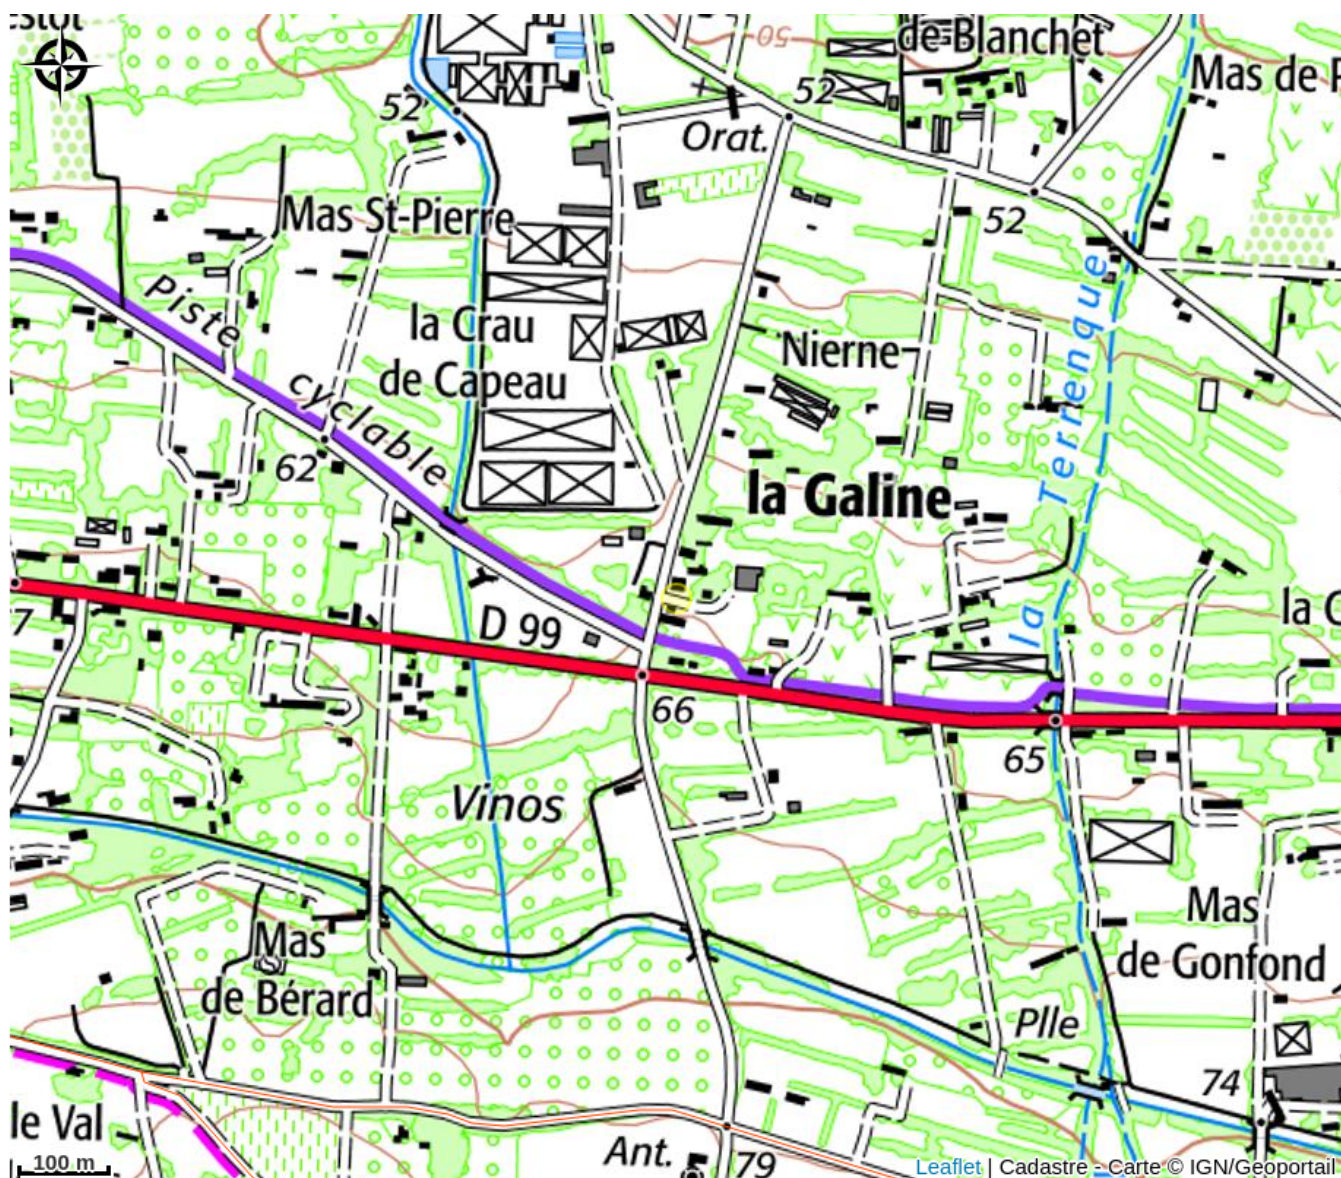 de Blanchet
50
Mas de
52
52
Orat.
52
Mas St-Pierre
Piste
la Crau
de Capeau
Nierne
cyclable
la Terrenque
62
la Galine
D 99
la
7
66
65
Vinos
Mas
de Gonfond
Mas
de Bérard
Plle
74
le Val
Ant.
79
100 m
Leaflet | Cadastre - Carte © IGN/Geoportail